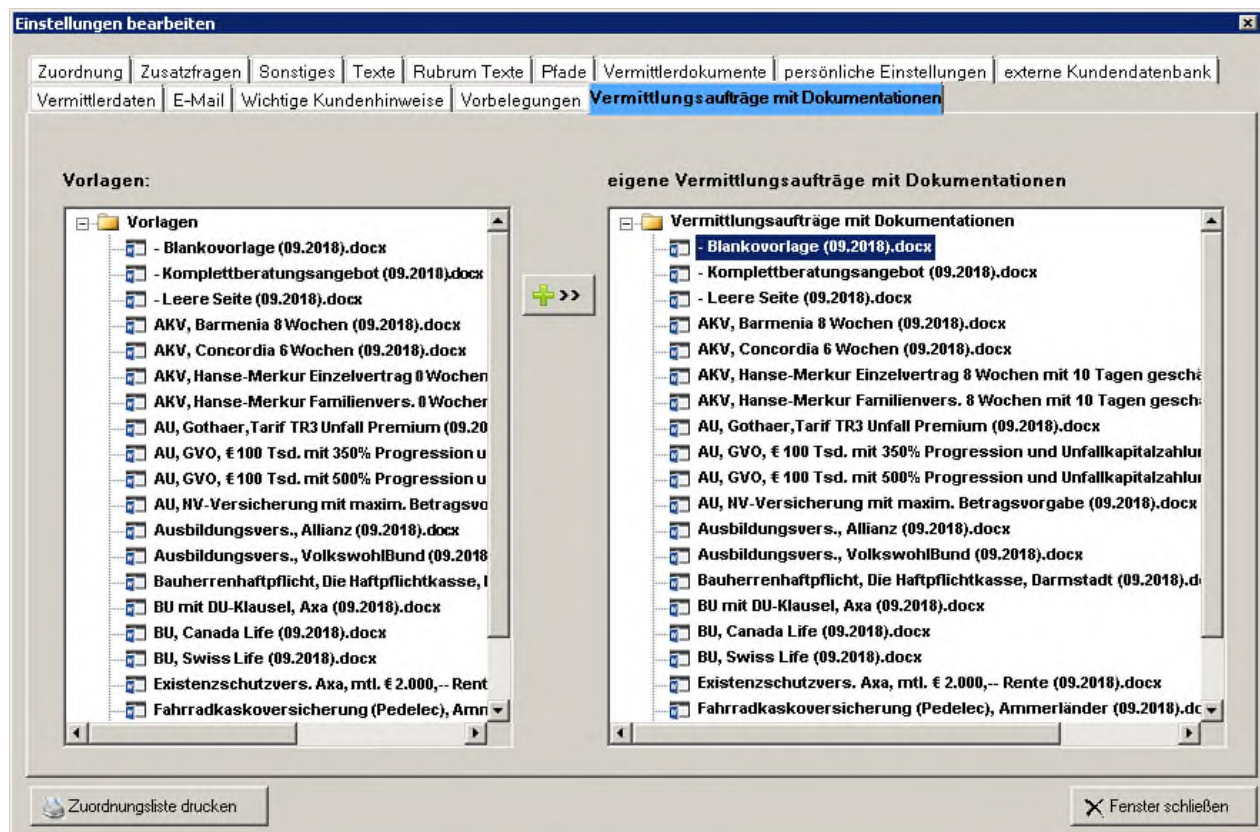 Einstellungen bearbeiten
Zuordnung Zusatzfragen Sonstiges Texte Rubrum Texte Pfade Vermittlerdokumente persönliche Einstellungen externe Kundendatenbank
Vermittlerdaten E-Mail Wichtige Kundenhinweise Vorbelegungen Vermittlungsaufträge mit Dokumentationen
Vorlagen:
Vorlagen
- Blankovorlage (09.2018).docx
- Komplettberatungsangebot (09.2018).docx
- Leere Seite (09.2018).docx
AKV, Barmenia 8 Wochen (09.2018).docx
AKV, Concordia 6 Wochen (09.2018).docx
AKV, Hanse-Merkur Einzelvertrag 8 Wochen
AKV, Hanse-Merkur Familienvers. 8 Wochen
AU, Gothaer,Tarif TR3 Unfall Premium (09.20
AU, GVO, € 100 Tsd. mit 350% Progression u
AU, GVO, € 100 Tsd. mit 500% Progression u
AU, NV-Versicherung mit maxim. Betragsvo
Ausbildungsvers., Allianz (09.2018).docx
Ausbildungsvers., VolkswohlBund (09.2018
Bauherrenhaftpflicht, Die Haftpflichtkasse,
BU mit DU-Klausel, Axa (09.2018).docx
BU, Canada Life (09.2018).docx
BU, Swiss Life (09.2018).docx
Existenzschutzvers. Axa, mtl. € 2.000,-- Rent
Fahrradkaskoversicherung (Pedelec), Amm
>>
eigene Vermittlungsaufträge mit Dokumentationen
Vermittlungsaufträge mit Dokumentationen
- Blankovorlage (09.2018).docx
- Komplettberatungsangebot (09.2018).docx
- Leere Seite (09.2018).docx
AKV, Barmenia 8 Wochen (09.2018).docx
AKV, Concordia 6 Wochen (09.2018).docx
AKV, Hanse-Merkur Einzelvertrag 8 Wochen mit 10 Tagen geschä
AKV, Hanse-Merkur Familienvers. 8 Wochen mit 10 Tagen gesch
AU, Gothaer,Tarif TR3 Unfall Premium (09.2018).docx
AU, GVO, € 100 Tsd. mit 350% Progression und Unfallkapitalzahlu
AU, GVO, € 100 Tsd. mit 500% Progression und Unfallkapitalzahlu
AU, NV-Versicherung mit maxim. Betragsvorgabe (09.2018).docx
Ausbildungsvers., Allianz (09.2018).docx
Ausbildungsvers., VolkswohlBund (09.2018).docx
Bauherrenhaftpflicht, Die Haftpflichtkasse, Darmstadt (09.2018).d
BU mit DU-Klausel, Axa (09.2018).docx
BU, Canada Life (09.2018).docx
BU, Swiss Life (09.2018).docx
Existenzschutzvers. Axa, mtl. € 2.000,-- Rente (09.2018).docx
Fahrradkaskoversicherung (Pedelec), Ammerländer (09.2018).dc
Zuordnungsliste drucken
Fenster schließen